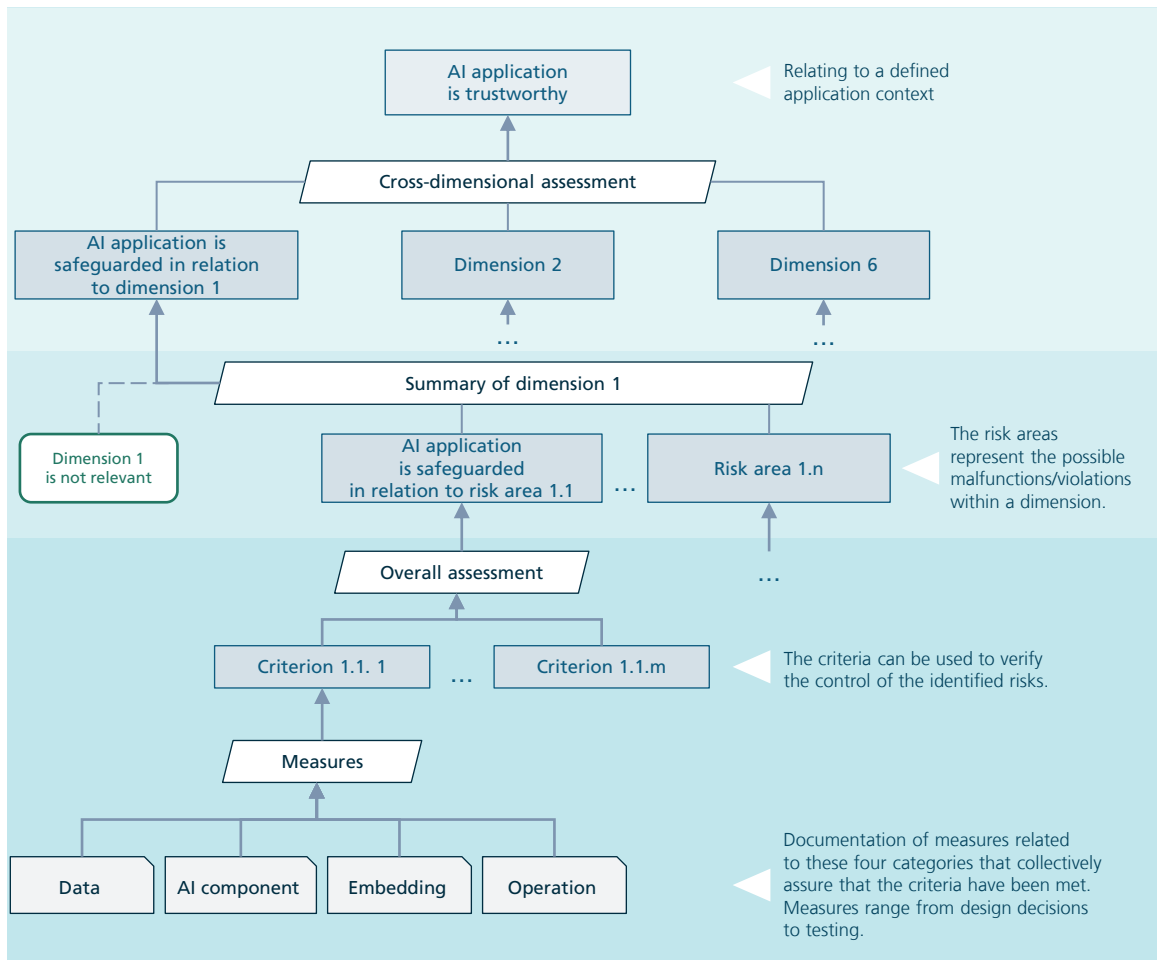 AI application
is trustworthy
Relating to a defined
application context
Cross-dimensional assessment
AI application is
safeguarded in relation
to dimension 1
Dimension 2
Dimension 6
...
...
Summary of dimension 1
Dimension 1
is not relevant
AI application
is safeguarded
in relation to risk area 1.1
...
Risk area 1.n
The risk areas
represent the possible
malfunctions/violations
within a dimension.
Overall assessment
...
Criterion 1.1. 1
...
Criterion 1.1.m
The criteria can be used to verify
the control of the identified risks.
Measures
Data
AI component
Embedding
Operation
Documentation of measures related
to these four categories that collectively
assure that the criteria have been met.
Measures range from design decisions
to testing.